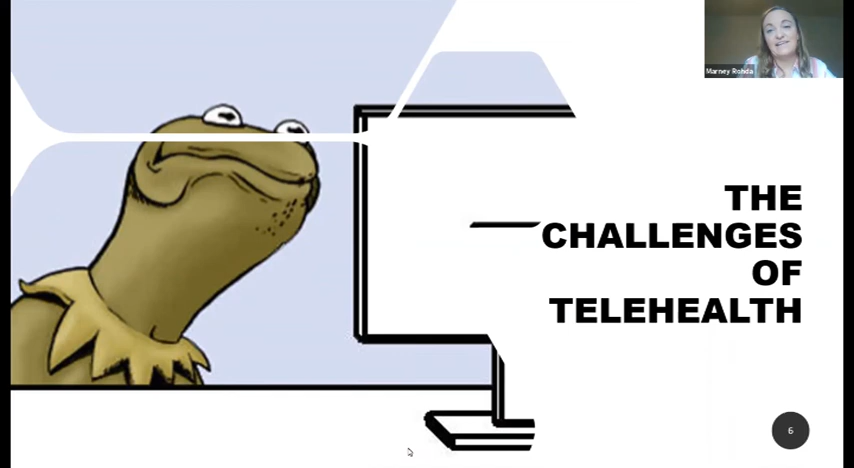 Marney Rohda
THE
CHALLENGES
OF
TELEHEALTH
6